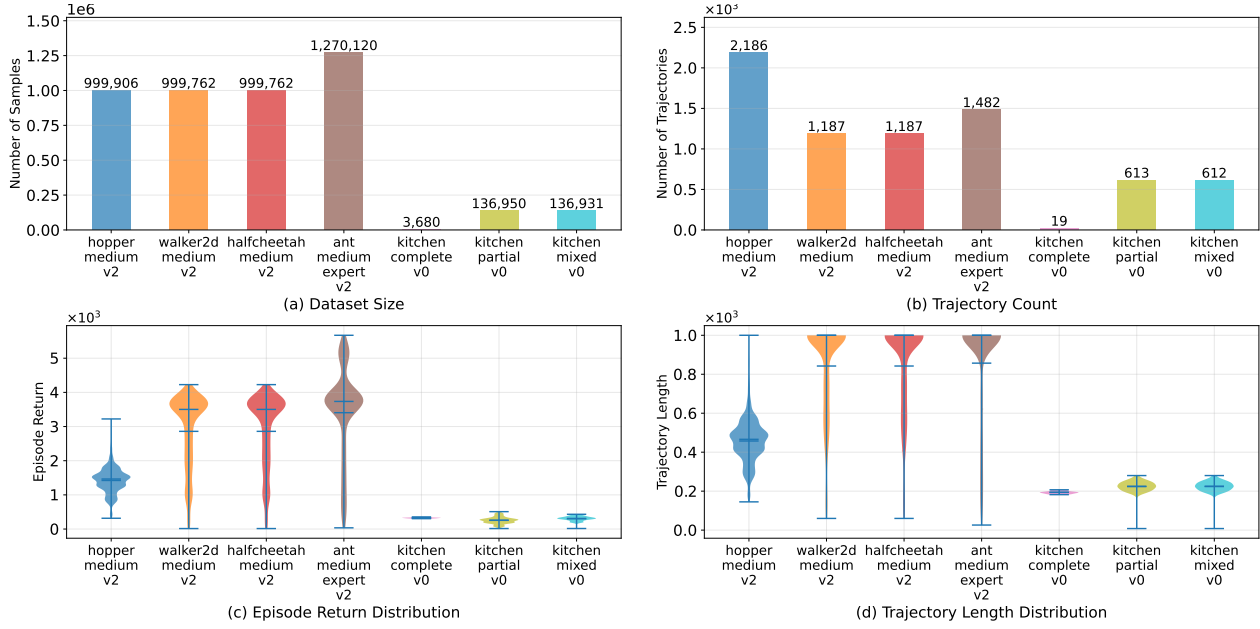 1e6
1.50
1.25
1.00
0.75
0.50
0.25
0.00
Number of Samples
999,906
999,762
999,762
1,270,120
3,680
136,950
136,931
hopper
medium
v2
walker2d
medium
v2
halfcheetah
medium
v2
ant
medium
expert
v2
kitchen
complete
v0
kitchen
partial
v0
kitchen
mixed
v0
(a) Dataset Size
×10³
2.5
2.0
1.5
1.0
0.5
0.0
Number of Trajectories
2,186
1,187
1,187
1,482
19
613
612
hopper
medium
v2
walker2d
medium
v2
halfcheetah
medium
v2
ant
medium
expert
v2
kitchen
complete
v0
kitchen
partial
v0
kitchen
mixed
v0
(b) Trajectory Count
×10³
5
4
3
2
1
0
Episode Return
hopper
medium
v2
walker2d
medium
v2
halfcheetah
medium
v2
ant
medium
expert
v2
kitchen
complete
v0
kitchen
partial
v0
kitchen
mixed
v0
(c) Episode Return Distribution
×10³
1.0
0.8
0.6
0.4
0.2
0.0
Trajectory Length
hopper
medium
v2
walker2d
medium
v2
halfcheetah
medium
v2
ant
medium
expert
v2
kitchen
complete
v0
kitchen
partial
v0
kitchen
mixed
v0
(d) Trajectory Length Distribution